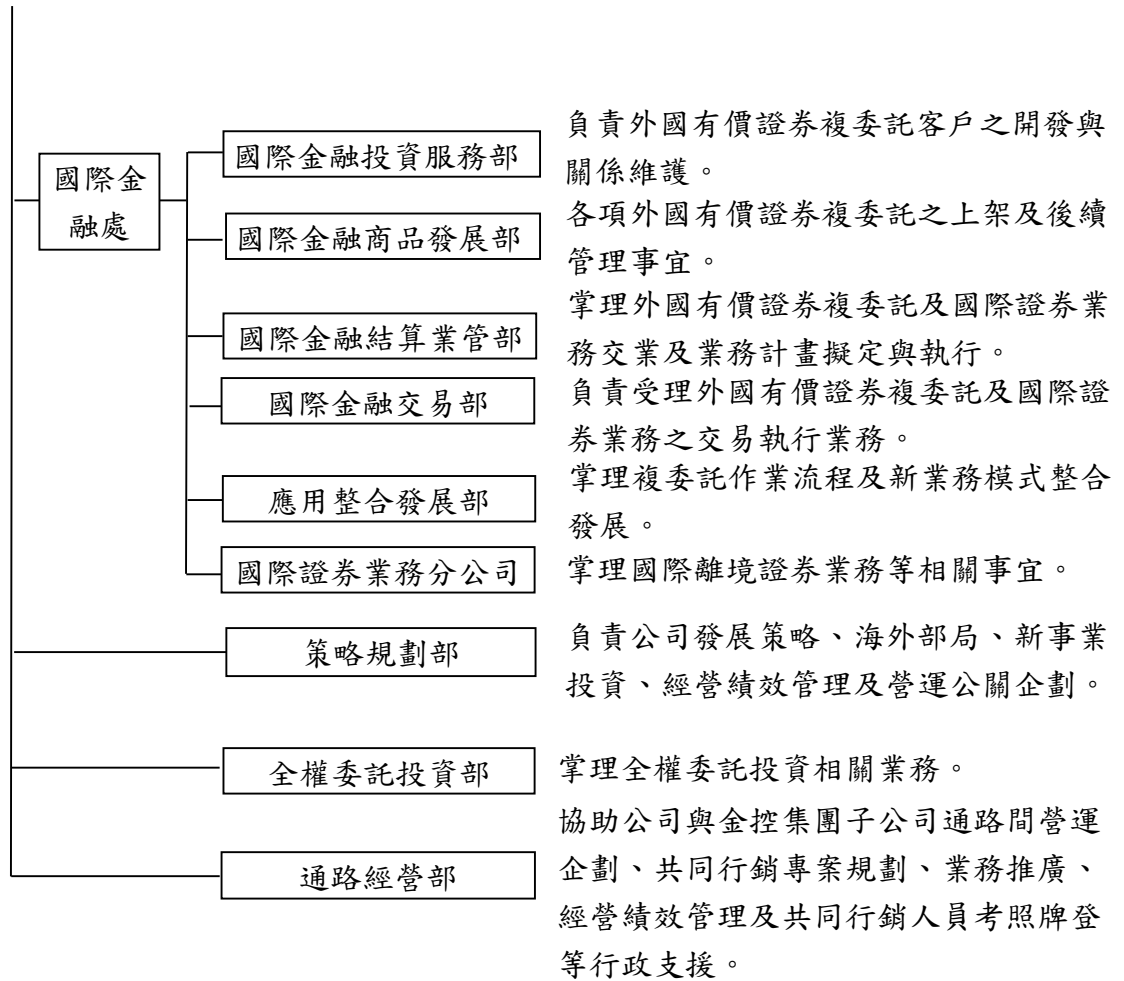 國際金
融處
國際金融投資服務部
負責外國有價證券複委託客戶之開發與
關係維護。
國際金融商品發展部
各項外國有價證券複委託之上架及後續
管理事宜。
國際金融結算業管部
掌理外國有價證券複委託及國際證券業
務交業及業務計畫擬定與執行。
國際金融交易部
負責受理外國有價證券複委託及國際證
券業務之交易執行業務。
應用整合發展部
掌理複委託作業流程及新業務模式整合
發展。
國際證券業務分公司
掌理國際離境證券業務等相關事宜。
策略規劃部
負責公司發展策略、海外部局、新事業
投資、經營績效管理及營運公關企劃。
全權委託投資部
掌理全權委託投資相關業務。
通路經營部
協助公司與金控集團子公司通路間營運
企劃、共同行銷專案規劃、業務推廣、
經營績效管理及共同行銷人員考照牌登
等行政支援。